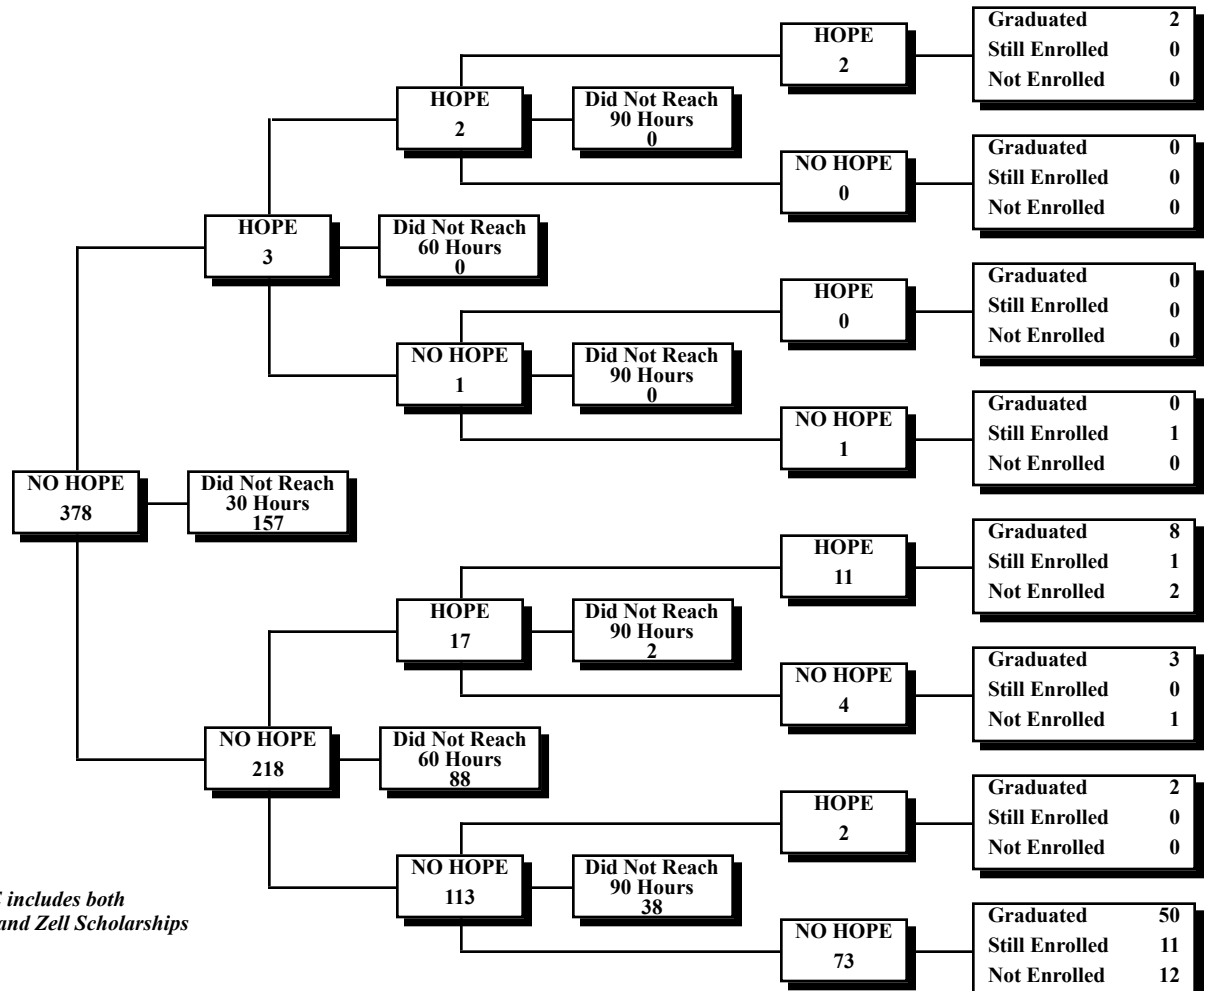 HOPE
2
Graduated 2
Still Enrolled 0
Not Enrolled 0
HOPE
2
Did Not Reach
90 Hours
0
NO HOPE
0
Graduated 0
Still Enrolled 0
Not Enrolled 0
HOPE
3
Did Not Reach
60 Hours
0
HOPE
0
Graduated 0
Still Enrolled 0
Not Enrolled 0
NO HOPE
1
Did Not Reach
90 Hours
0
NO HOPE
1
Graduated 0
Still Enrolled 1
Not Enrolled 0
NO HOPE
378
Did Not Reach
30 Hours
157
HOPE
11
Graduated 8
Still Enrolled 1
Not Enrolled 2
HOPE
17
Did Not Reach
90 Hours
2
NO HOPE
4
Graduated 3
Still Enrolled 0
Not Enrolled 1
NO HOPE
218
Did Not Reach
60 Hours
88
HOPE
2
Graduated 2
Still Enrolled 0
Not Enrolled 0
NO HOPE
113
Did Not Reach
90 Hours
38
NO HOPE
73
Graduated 50
Still Enrolled 11
Not Enrolled 12
includes both
and Zell Scholarships